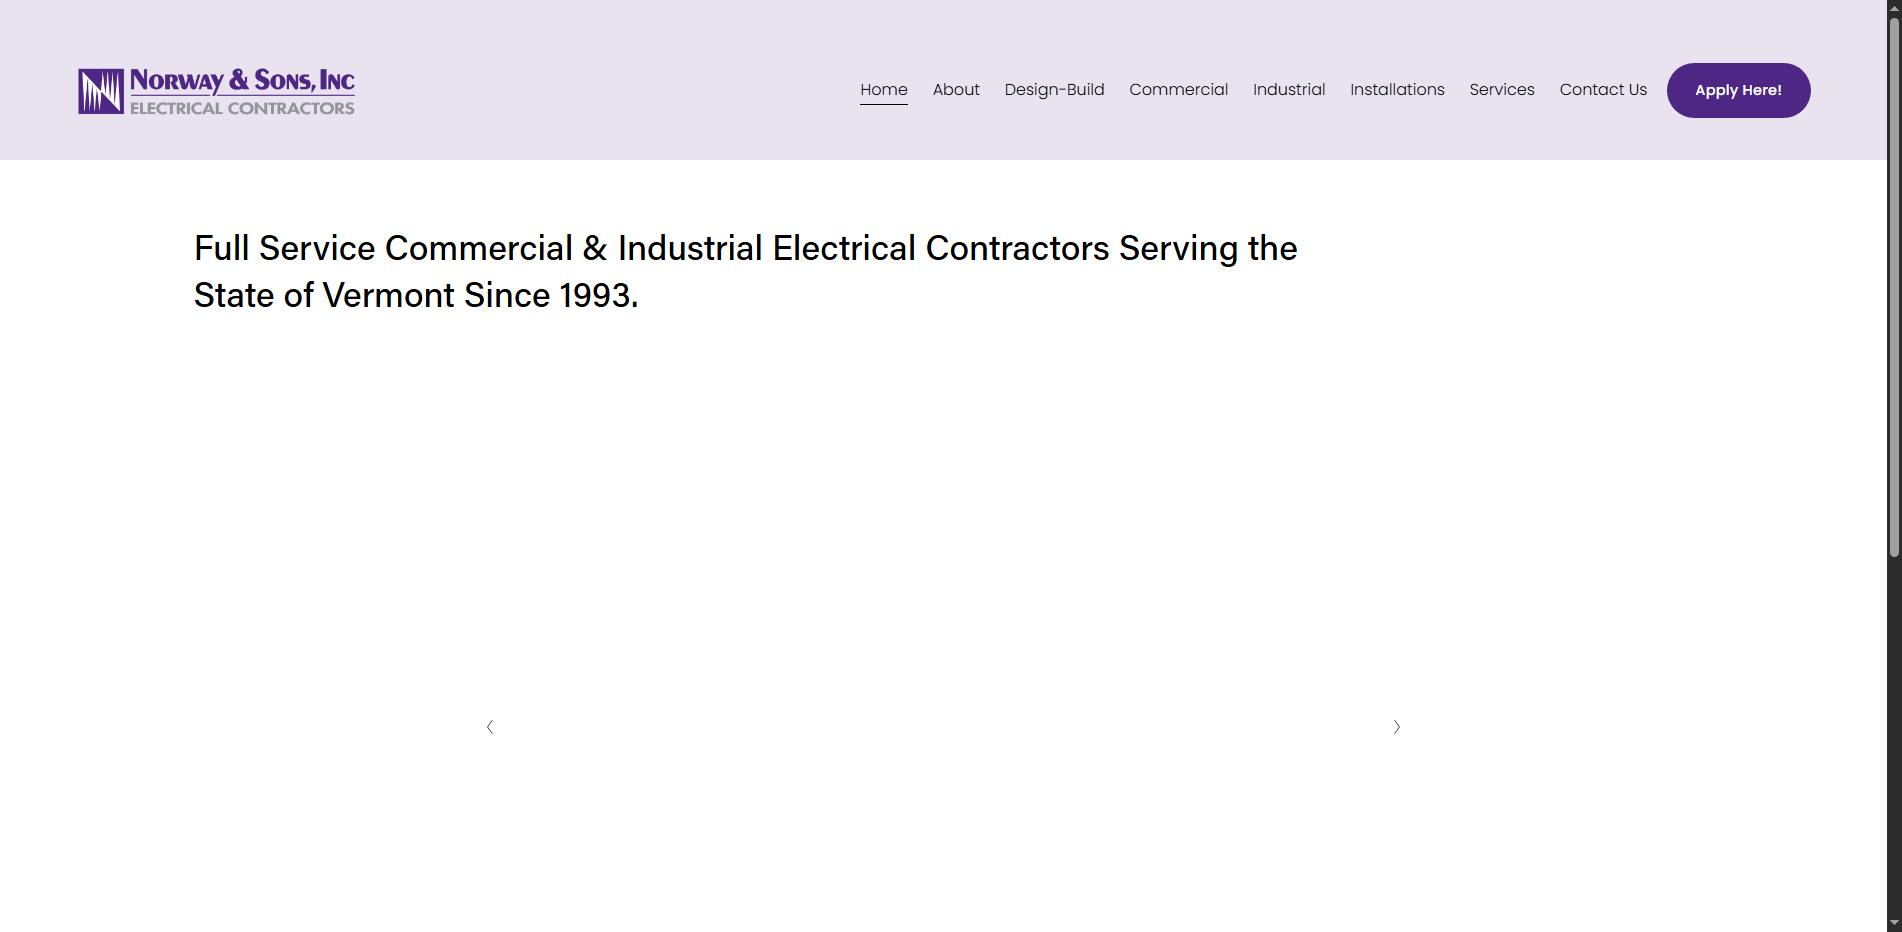 NORWAY & SONS, INC
ELECTRICAL CONTRACTORS
Home About Design-Build Commercial Industrial Installations Services Contact Us Apply Here!
Full Service Commercial & Industrial Electrical Contractors Serving the
State of Vermont Since 1993.